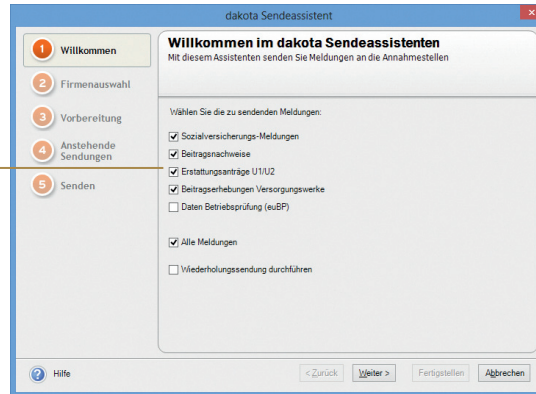 dakota Sendeassistent
1 Willkommen
2 Firmenauswahl
3 Vorbereitung
4 Anstehende
Sendungen
5 Senden
Willkommen im dakota Sendeassistenten
Mit diesem Assistenten senden Sie Meldungen an die Annahmestellen
Wählen Sie die zu sendenden Meldungen:
Sozialversicherungs-Meldungen
Beitragsnachweise
Erstattungsanträge U1/U2
Beitragserhebungen Versorgungswerke
Daten Betriebsprüfung (euBP)
Alle Meldungen
Wiederholungssendung durchführen
? Hilfe
< Zurück
Weiter >
Fertigstellen
Abbrechen